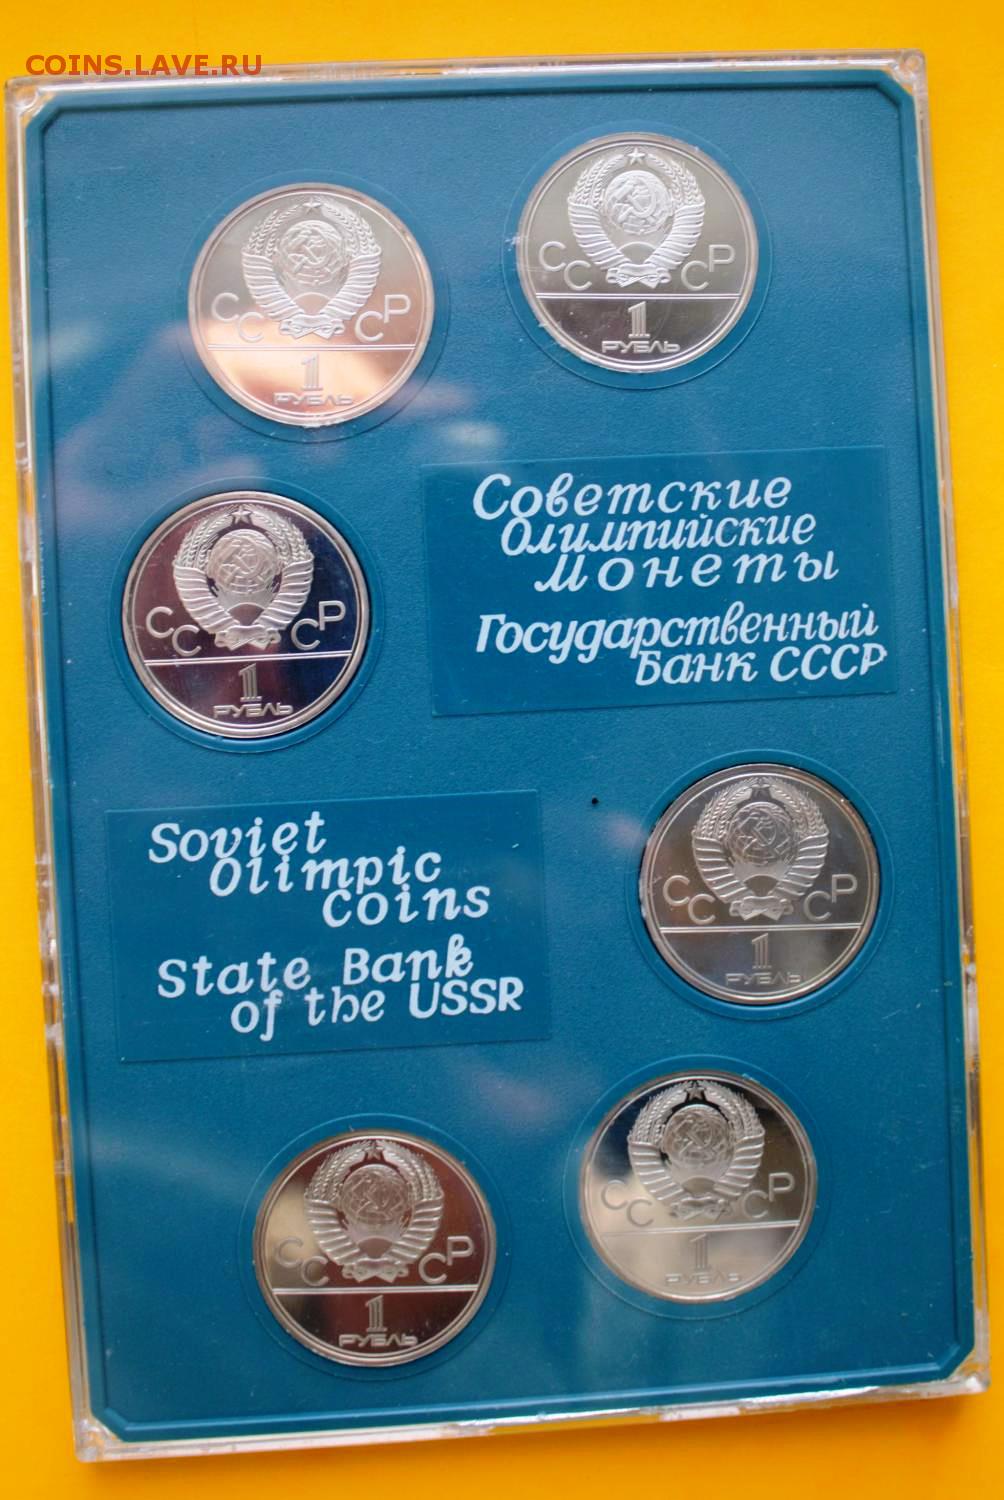 COINS.LAVE.RU
СССР
1
РУБЛЬ
СССР
1
РУБЛЬ
СССР
1
РУБЛЬ
Советские
Олимпийские
монеты
Государственный
Банк СССР
Soviet
Olimpic
coins
State Bank
of the USSR
СССР
1
РУБЛЬ
СССР
1
РУБЛЬ
СССР
1
РУБЛЬ